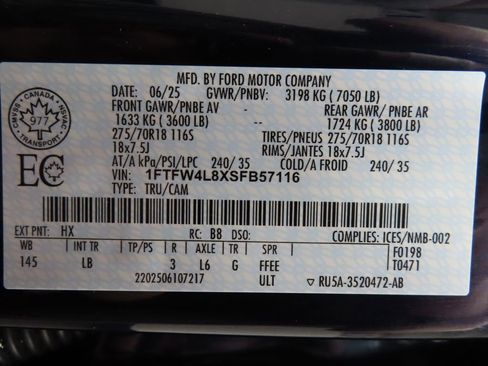 MFD. BY FORD MOTOR COMPANY
DATE: 06/25 GVWR/PNBV: 3198 KG ( 7050 LB)
FRONT GAWR/PNBE AV REAR GAWR / PNBE AR
1633 KG ( 3600 LB) 1724 KG ( 3800 LB)
275/70R18 116S TIRES/PNEUS 275/70R18 116S
18x7.5J RIMS/JANTES 18x7.5J
AT/A kPa/PSI/LPC 240/ 35 COLD/A FROID 240/ 35
VIN: 1FTFW4L8XSFB57116
TYPE: TRU/CAM
CANADA
CMVSS
NSVAC
977
TRANSPORT
EC
EXT PNT: HX RC: B8 DSO: COMPLIES: ICES/NMB-002
WB INT TR TP/PS R AXLE TR SPR F0198
145 LB 3 L6 G FFEE T0471
2202506107217 ULT RU5A-3520472-AB